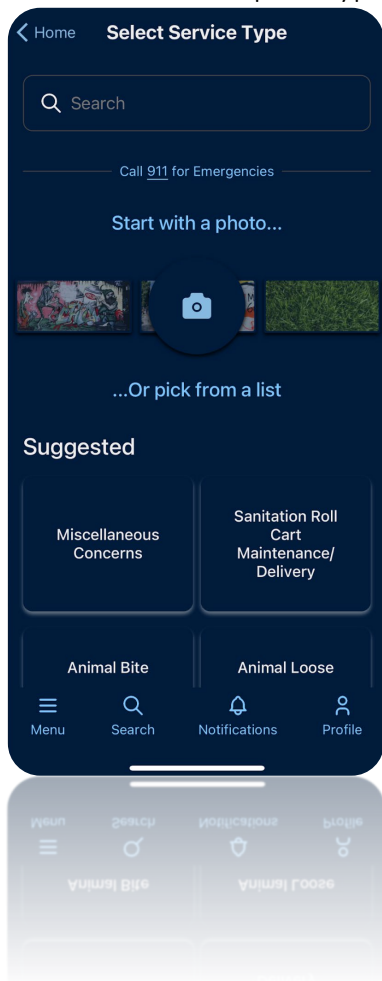 Home
Select Service Type
Search
Call 911 for Emergencies
Start with a photo...
...Or pick from a list
Suggested
Miscellaneous
Concerns
Sanitation Roll
Cart
Maintenance/
Delivery
Animal Bite
Animal Loose
Menu
Search
Notifications
Profile